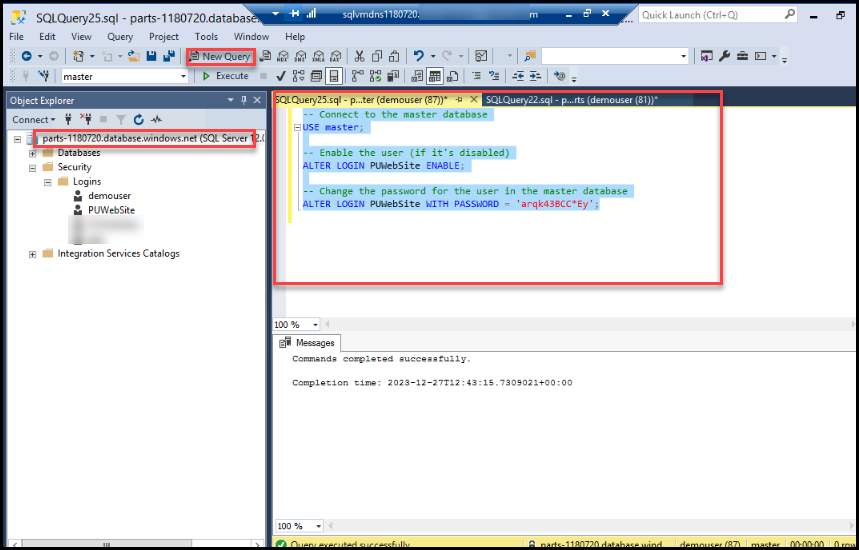 SQLQuery25.sql - parts-1180720.database.
sqlvmdns1180720.
m
Quick Launch (Ctrl+Q)
File Edit View Query Project Tools Window Help
New Query
MDX DMX XMLA DAX
master
Execute
Object Explorer
SQLQuery25.sql - p...ter (demouser (87))*
SQLQuery22.sql - p...rts (demouser (81))*
Connect
parts-1180720.database.windows.net (SQL Server 12.0
Databases
Security
Logins
demouser
PUWebSite
Integration Services Catalogs
-- Connect to the master database
USE master;
-- Enable the user (if it's disabled)
ALTER LOGIN PUWebSite ENABLE;
-- Change the password for the user in the master database
ALTER LOGIN PUWebSite WITH PASSWORD = 'arqk43BCC*Ey';
100 %
Messages
Commands completed successfully.
Completion time: 2023-12-27T12:43:15.7309021+00:00
100 %
Query executed successfully.
parts-1180720.database.wind...
demouser (87)
master
00:00:00
0 row